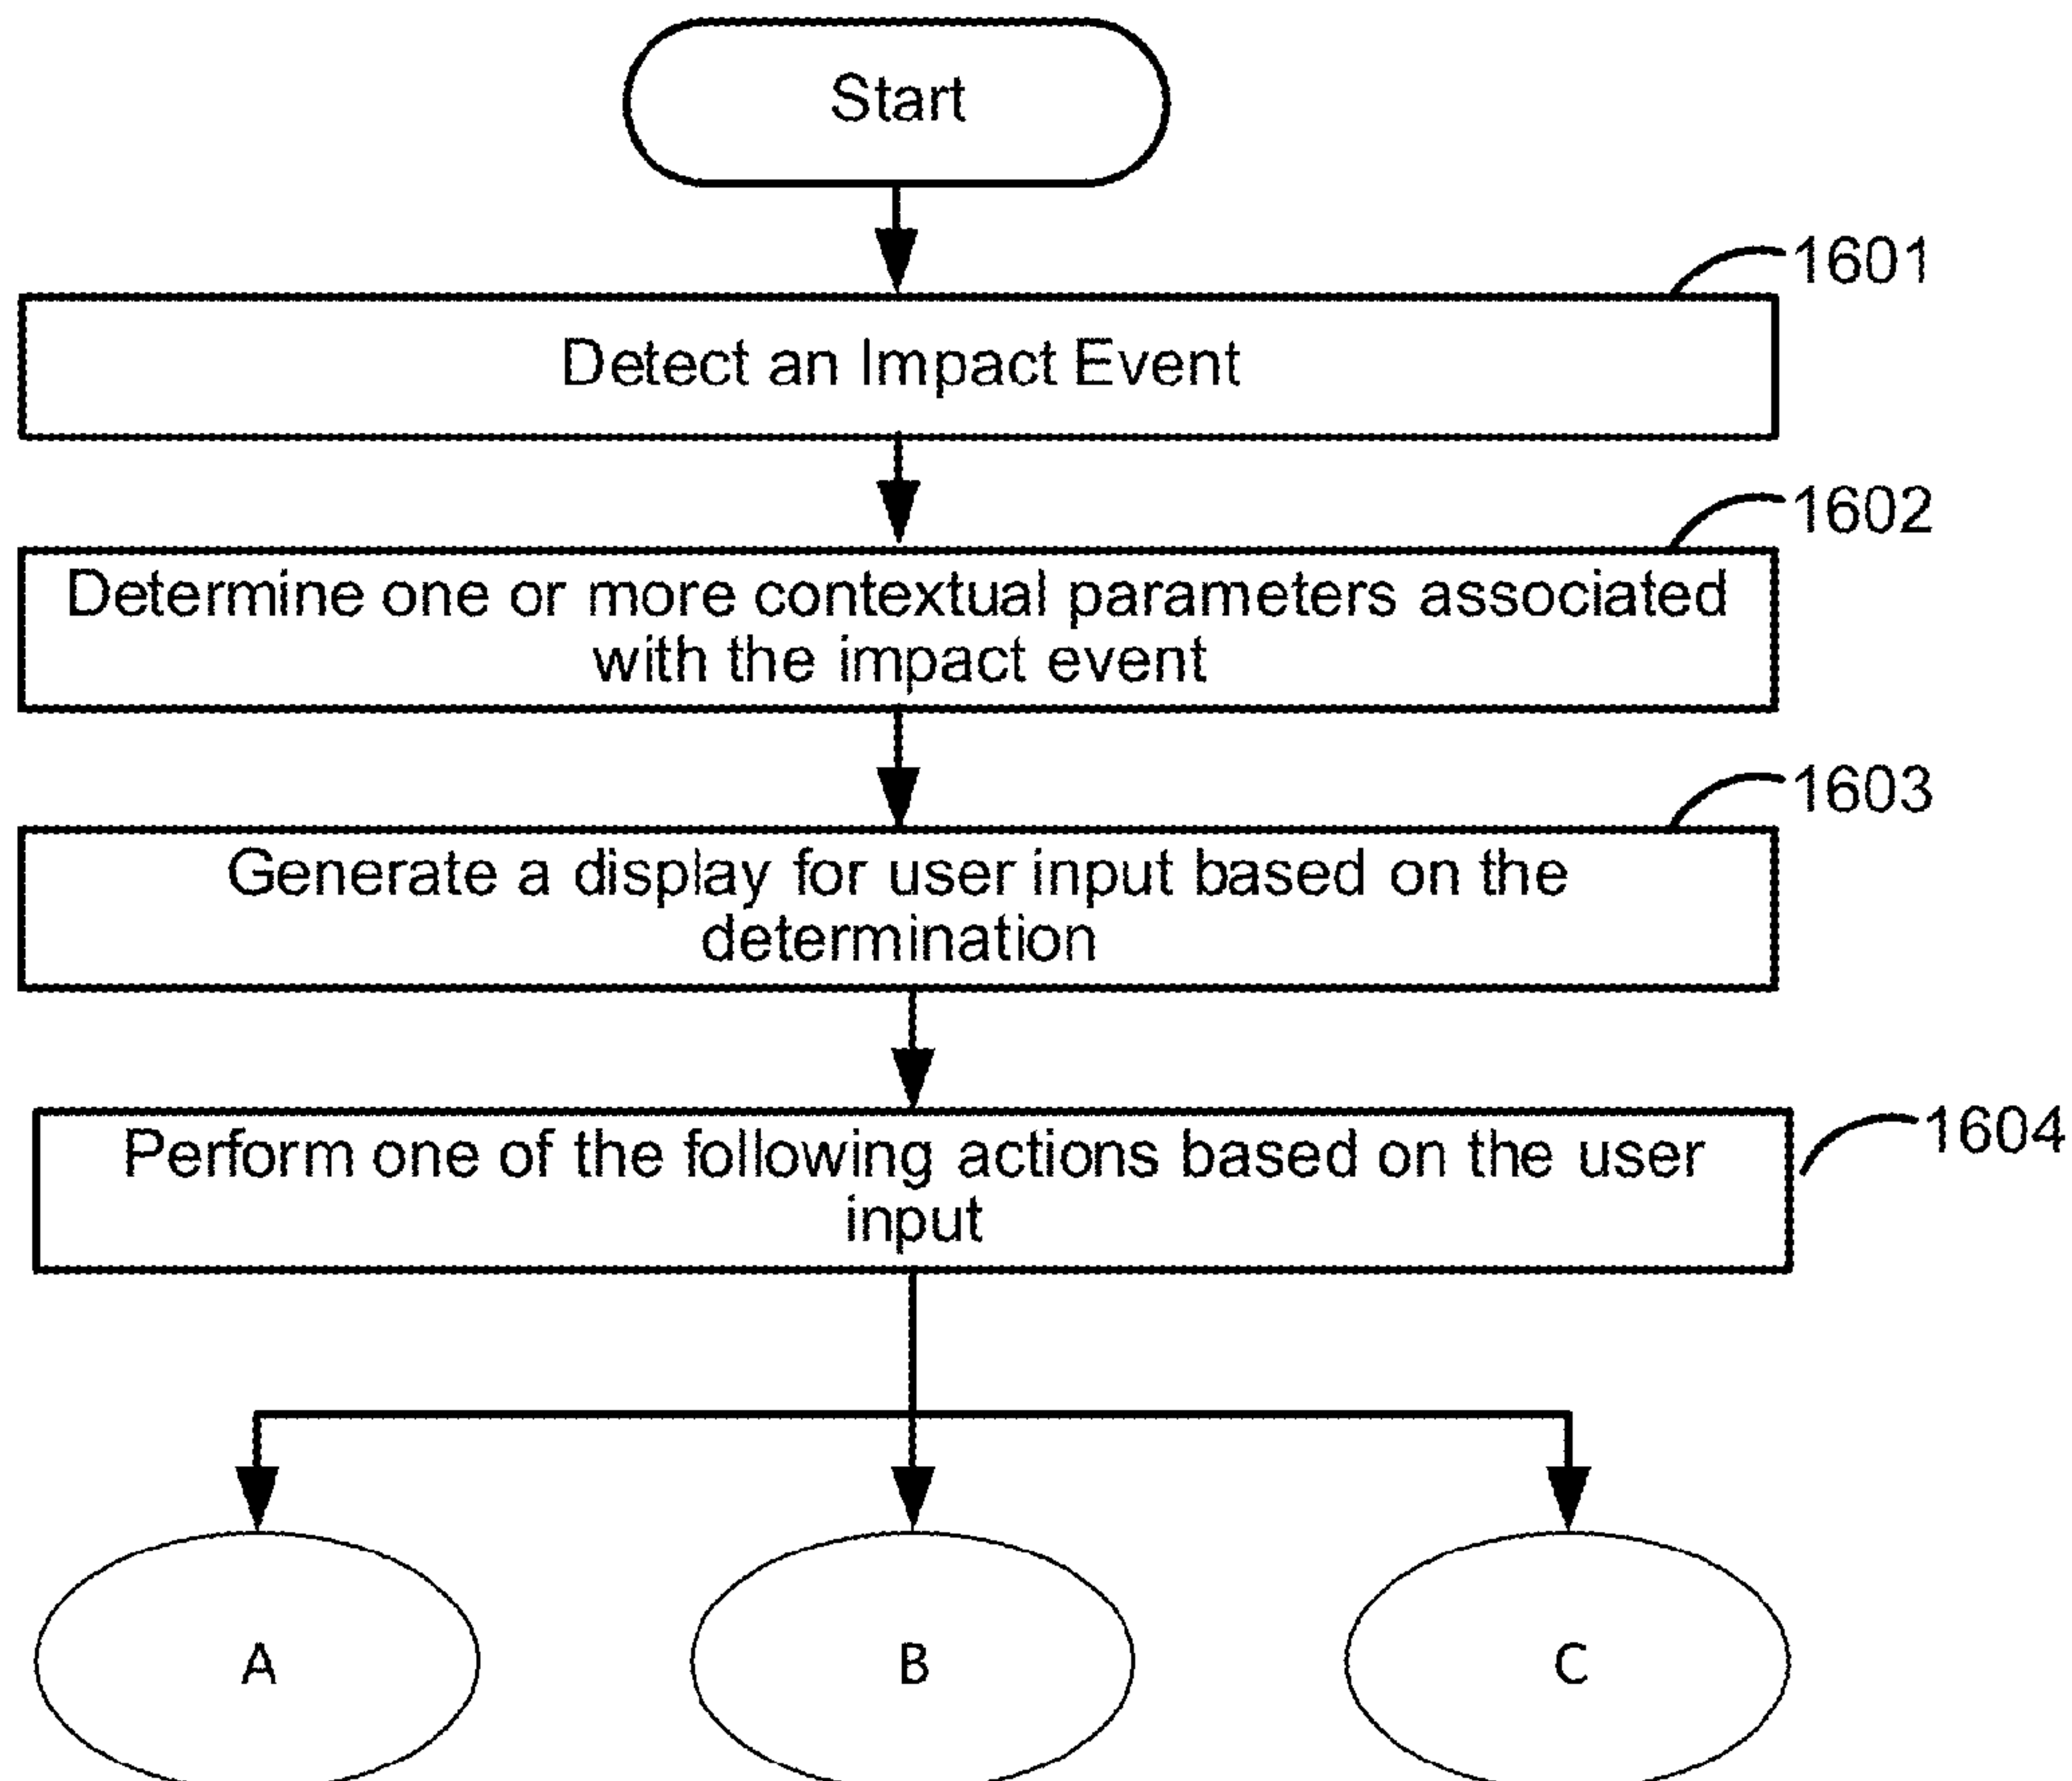 Start
1601
Detect an Impact Event
1602
Determine one or more contextual parameters associated
with the impact event
1603
Generate a display for user input based on the
determination
1604
Perform one of the following actions based on the user
input
A
B
C